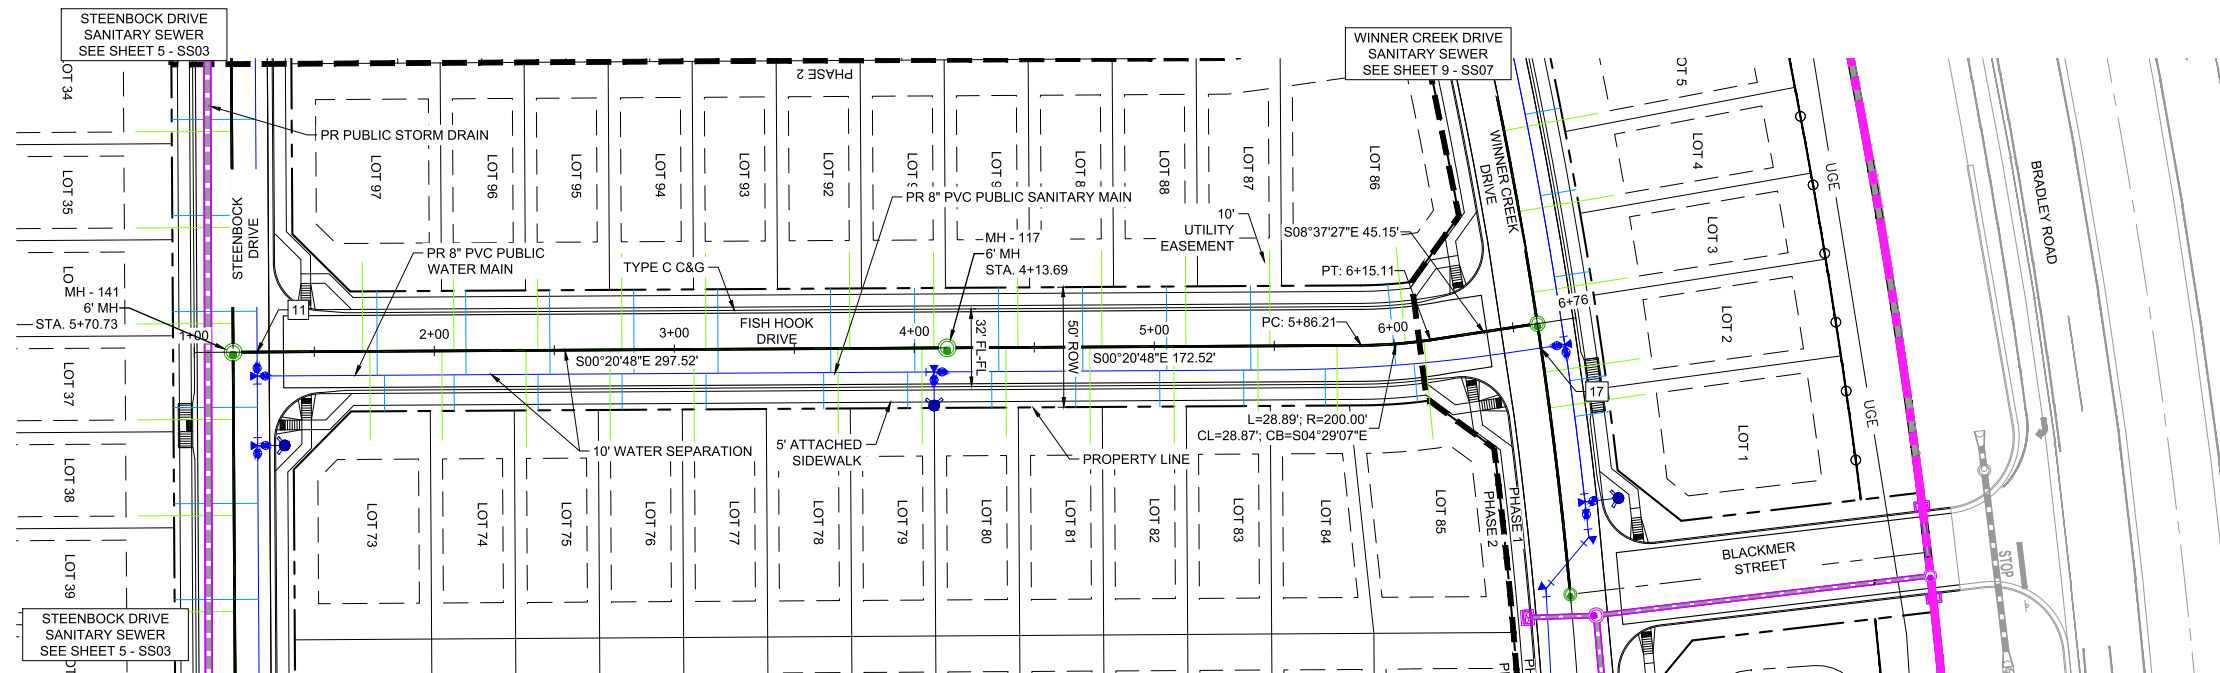 STEENBOCK DRIVE
SANITARY SEWER
SEE SHEET 5 - SS03
WINNER CREEK DRIVE
SANITARY SEWER
SEE SHEET 9 - SS07
PHASE 2
LOT 34
LOT 35
LOT 37
LOT 38
LOT 39
PR PUBLIC STORM DRAIN
LOT 97
LOT 96
LOT 95
LOT 94
LOT 93
LOT 92
LOT 88
LOT 87
LOT 86
PR 8" PVC PUBLIC SANITARY MAIN
10'
UTILITY
EASEMENT
S08°37'27"E 45.15'
PT: 6+15.11
PC: 5+86.21
STEENBOCK
DRIVE
PR 8" PVC PUBLIC
WATER MAIN
TYPE C C&G
MH - 117
6' MH
STA. 4+13.69
MH - 141
6' MH
STA. 5+70.73
11
1+00
2+00
3+00
4+00
5+00
6+00
6+76
FISH HOOK
DRIVE
32' FL-FL
50' ROW
S00°20'48"E 297.52'
S00°20'48"E 172.52'
L=28.89'; R=200.00'
CL=28.87'; CB=S04°29'07"E
10' WATER SEPARATION
5' ATTACHED
SIDEWALK
PROPERTY LINE
17
WINNER CREEK
DRIVE
OT 5
LOT 4
LOT 3
LOT 2
LOT 1
UGE
UGE
BRADLEY ROAD
LOT 73
LOT 74
LOT 75
LOT 76
LOT 77
LOT 78
LOT 79
LOT 80
LOT 81
LOT 82
LOT 83
LOT 84
LOT 85
PHASE 2
PHASE 1
BLACKMER
STREET
STOP
STEENBOCK DRIVE
SANITARY SEWER
SEE SHEET 5 - SS03